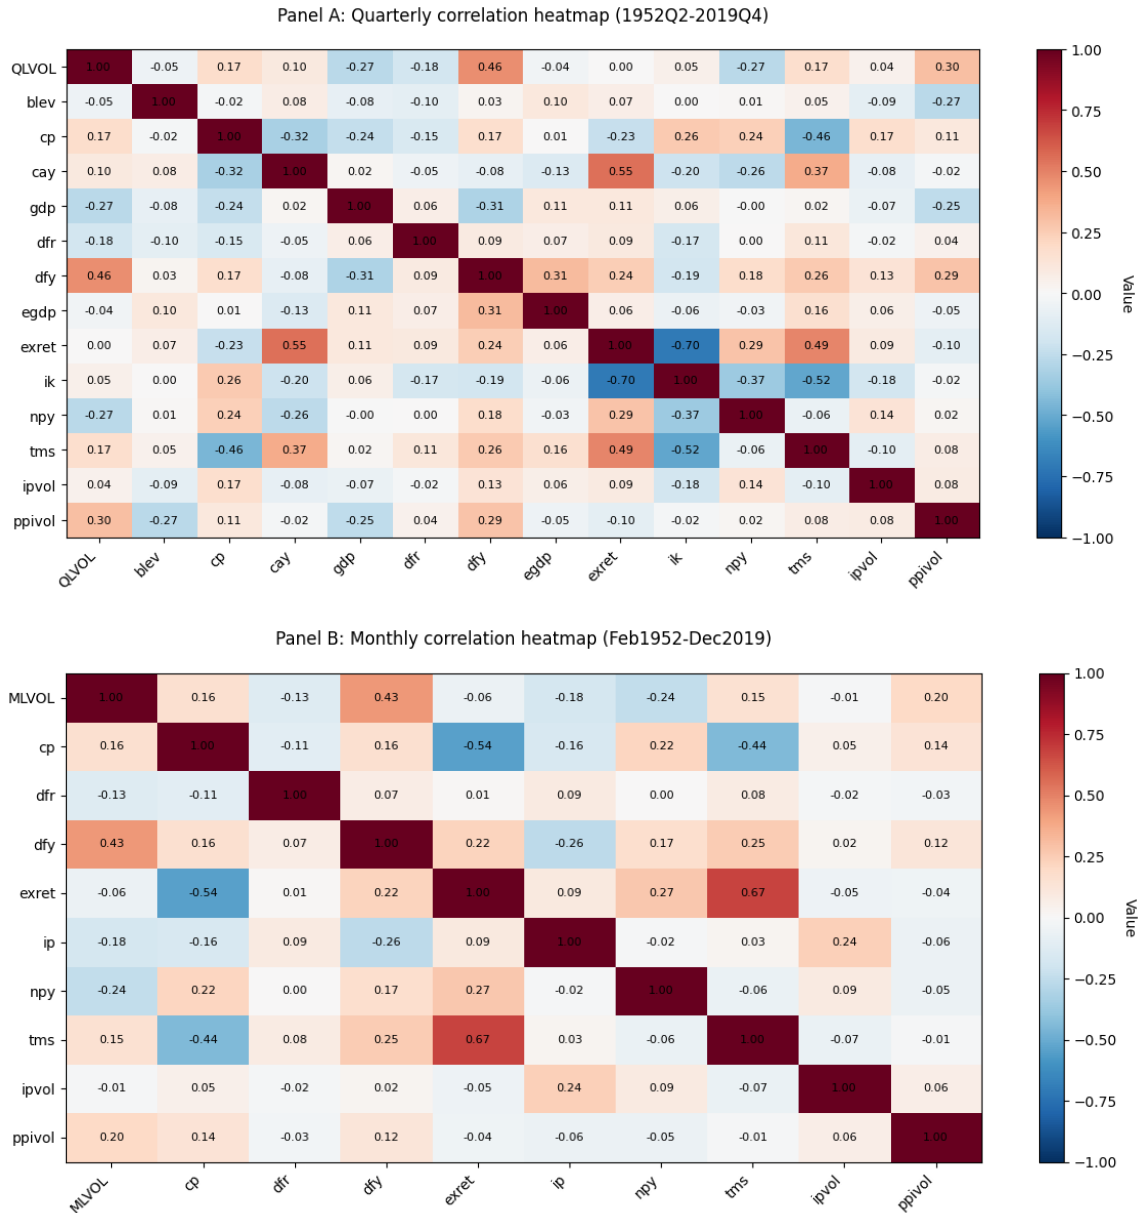 Panel A: Quarterly correlation heatmap (1952Q2-2019Q4)
QLVOL 1.00 -0.05 0.17 0.10 -0.27 -0.18 0.46 -0.04 0.00 0.05 -0.27 0.17 0.04 0.30
blev -0.05 1.00 -0.02 0.08 -0.08 -0.10 0.03 0.10 0.07 0.00 0.01 0.05 -0.09 -0.27
cp 0.17 -0.02 1.00 -0.32 -0.24 -0.15 0.17 0.01 -0.23 0.26 0.24 -0.46 0.17 0.11
cay 0.10 0.08 -0.32 1.00 0.02 -0.05 -0.08 -0.13 0.55 -0.20 -0.26 0.37 -0.08 -0.02
gdp -0.27 -0.08 -0.24 0.02 1.00 0.06 -0.31 0.11 0.11 0.06 -0.00 0.02 -0.07 -0.25
dfr -0.18 -0.10 -0.15 -0.05 0.06 1.00 0.09 0.07 0.09 -0.17 0.00 0.11 -0.02 0.04
dfy 0.46 0.03 0.17 -0.08 -0.31 0.09 1.00 0.31 0.24 -0.19 0.18 0.26 0.13 0.29
egdp -0.04 0.10 0.01 -0.13 0.11 0.07 0.31 1.00 0.06 -0.06 -0.03 0.16 0.06 -0.05
exret 0.00 0.07 -0.23 0.55 0.11 0.09 0.24 0.06 1.00 -0.70 0.29 0.49 0.09 -0.10
ik 0.05 0.00 0.26 -0.20 0.06 -0.17 -0.19 -0.06 -0.70 1.00 -0.37 -0.52 -0.18 -0.02
npy -0.27 0.01 0.24 -0.26 -0.00 0.00 0.18 -0.03 0.29 -0.37 1.00 -0.06 0.14 0.02
tms 0.17 0.05 -0.46 0.37 0.02 0.11 0.26 0.16 0.49 -0.52 -0.06 1.00 -0.10 0.08
ipvol 0.04 -0.09 0.17 -0.08 -0.07 -0.02 0.13 0.06 0.09 -0.18 0.14 -0.10 1.00 0.08
ppivol 0.30 -0.27 0.11 -0.02 -0.25 0.04 0.29 -0.05 -0.10 -0.02 0.02 0.08 0.08 1.00
QLVOL blev cp cay gdp dfr dfy egdp exret ik npy tms ipvol ppivol
1.00
0.75
0.50
0.25
0.00
−0.25
−0.50
−0.75
−1.00
Value
Panel B: Monthly correlation heatmap (Feb1952-Dec2019)
MLVOL 1.00 0.16 -0.13 0.43 -0.06 -0.18 -0.24 0.15 -0.01 0.20
cp 0.16 1.00 -0.11 0.16 -0.54 -0.16 0.22 -0.44 0.05 0.14
dfr -0.13 -0.11 1.00 0.07 0.01 0.09 0.00 0.08 -0.02 -0.03
dfy 0.43 0.16 0.07 1.00 0.22 -0.26 0.17 0.25 0.02 0.12
exret -0.06 -0.54 0.01 0.22 1.00 0.09 0.27 0.67 -0.05 -0.04
ip -0.18 -0.16 0.09 -0.26 0.09 1.00 -0.02 0.03 0.24 -0.06
npy -0.24 0.22 0.00 0.17 0.27 -0.02 1.00 -0.06 0.09 -0.05
tms 0.15 -0.44 0.08 0.25 0.67 0.03 -0.06 1.00 -0.07 -0.01
ipvol -0.01 0.05 -0.02 0.02 -0.05 0.24 0.09 -0.07 1.00 0.06
ppivol 0.20 0.14 -0.03 0.12 -0.04 -0.06 -0.05 -0.01 0.06 1.00
MLVOL cp dfr dfy exret ip npy tms ipvol ppivol
1.00
0.75
0.50
0.25
0.00
−0.25
−0.50
−0.75
−1.00
Value